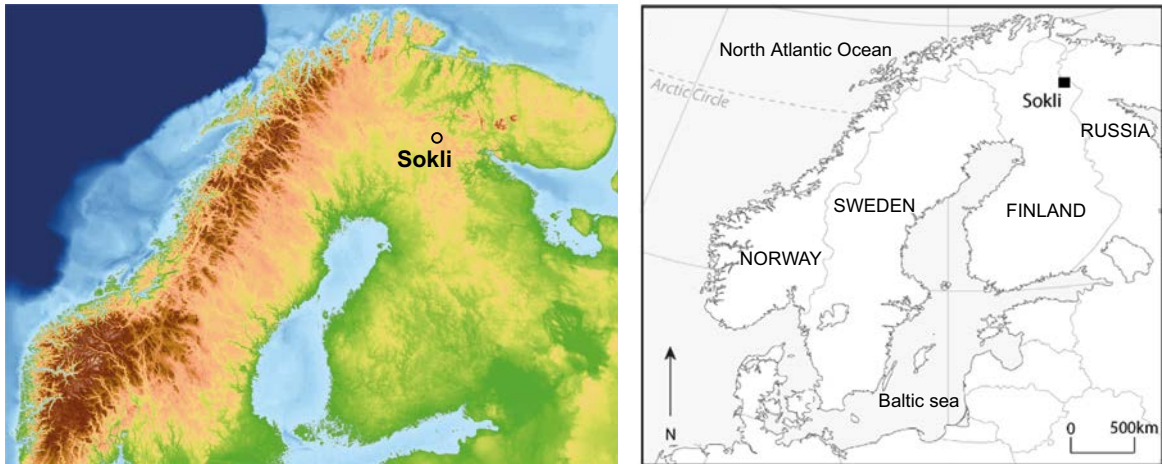 Sokli
North Atlantic Ocean
Arctic Circle
Sokli
RUSSIA
SWEDEN
FINLAND
NORWAY
Baltic sea
N
0 500km